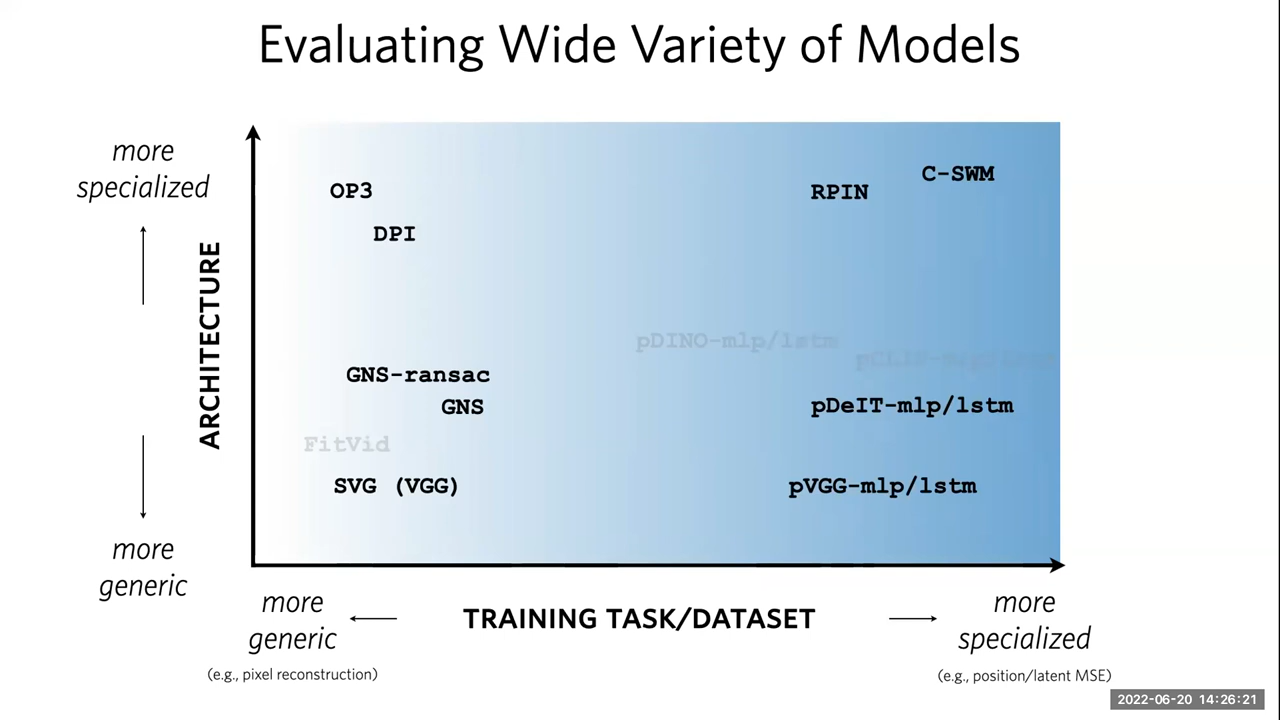 Evaluating Wide Variety of Models
more
specialized
ARCHITECTURE
more
generic
OP3
DPI
RPIN
C-SWM
pDINO-mlp/lstm
GNS-ransac
GNS
pDeIT-mlp/lstm
FitVid
SVG (VGG)
pVGG-mlp/lstm
more
generic
(e.g., pixel reconstruction)
TRAINING TASK/DATASET
more
specialized
(e.g., position/latent MSE)
2022-06-20 14:26:21